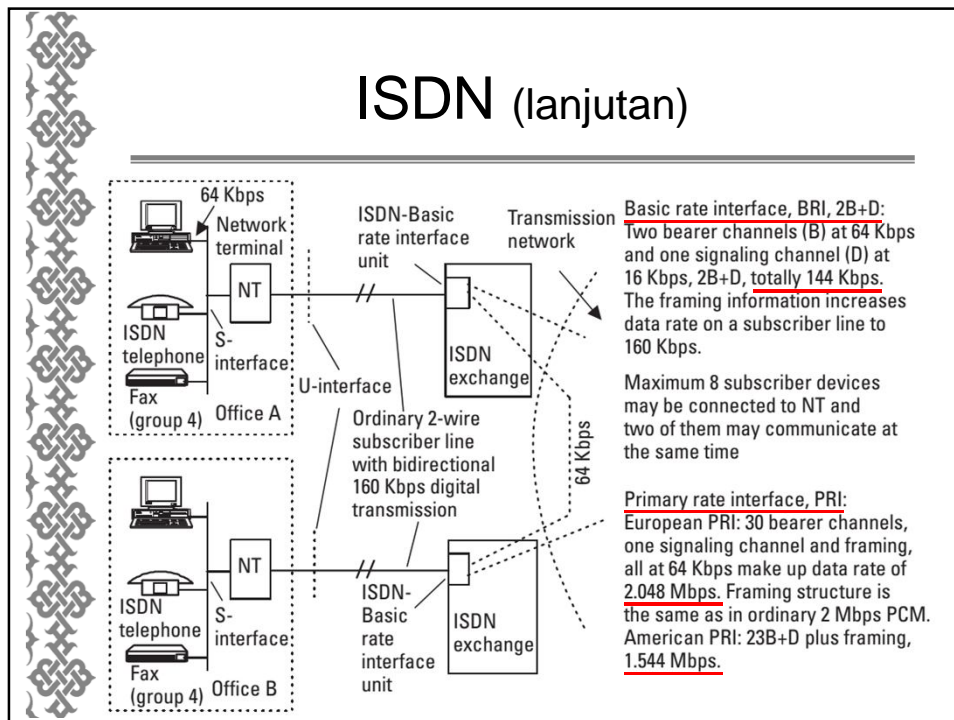 ISDN (lanjutan)
64 Kbps
Network
terminal
NT
ISDN
telephone
S-
interface
Fax
(group 4)
Office A
U-interface
ISDN-Basic
rate interface
unit
ISDN
exchange
Transmission
network
Ordinary 2-wire
subscriber line
with bidirectional
160 Kbps digital
transmission
64 Kbps
NT
ISDN
telephone
S-
interface
Fax
(group 4)
Office B
ISDN-
Basic
rate
interface
unit
ISDN
exchange
Basic rate interface, BRI, 2B+D:
Two bearer channels (B) at 64 Kbps
and one signaling channel (D) at
16 Kbps, 2B+D, totally 144 Kbps.
The framing information increases
data rate on a subscriber line to
160 Kbps.
Maximum 8 subscriber devices
may be connected to NT and
two of them may communicate at
the same time
Primary rate interface, PRI:
European PRI: 30 bearer channels,
one signaling channel and framing,
all at 64 Kbps make up data rate of
2.048 Mbps. Framing structure is
the same as in ordinary 2 Mbps PCM.
American PRI: 23B+D plus framing,
1.544 Mbps.